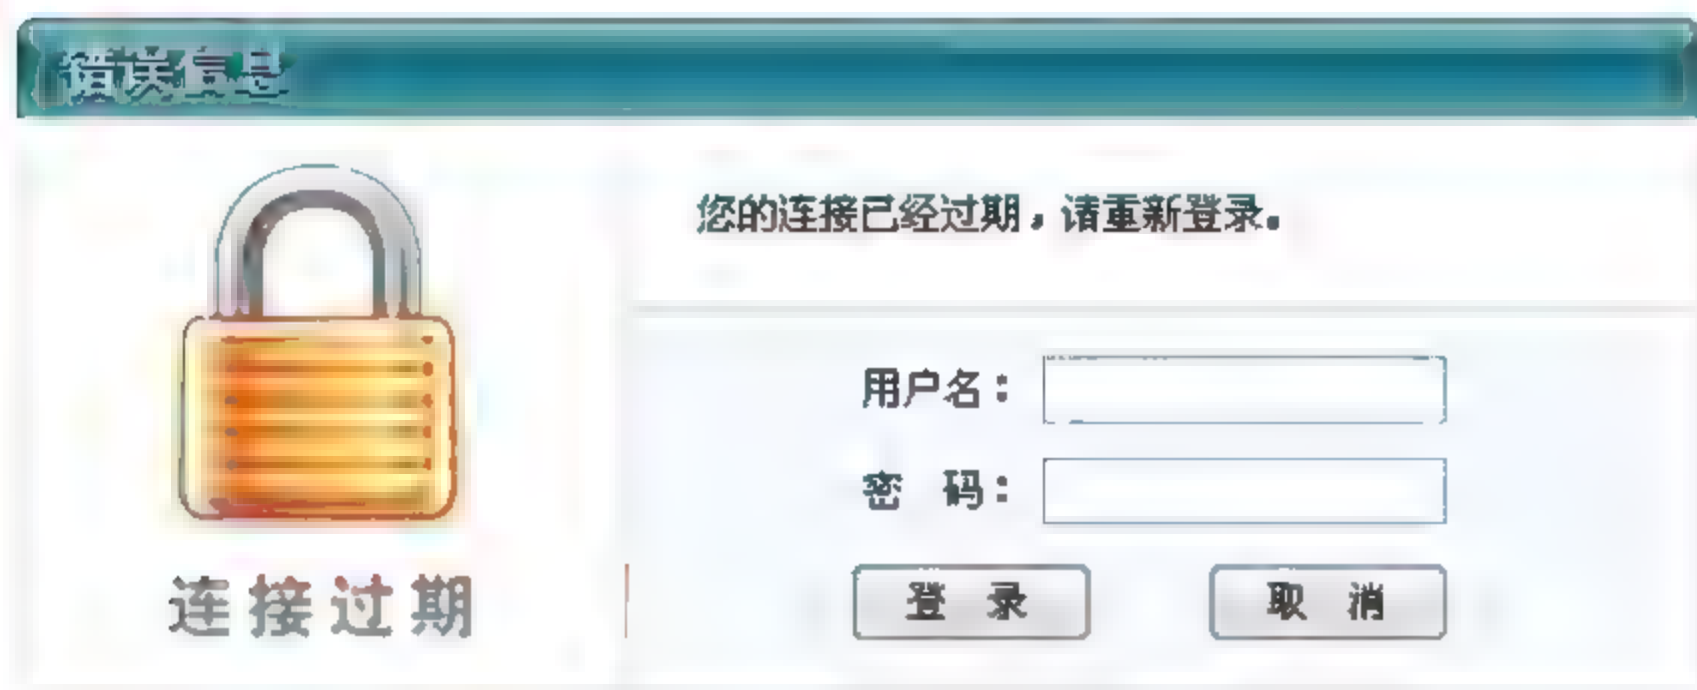 错误信息
您的连接已经过期，请重新登录。
用户名：
密 码：
登 录 取 消
连接过期